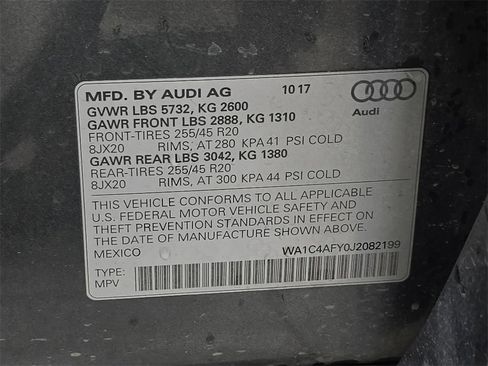 MFD. BY AUDI AG 10 17
GVWR LBS 5732, KG 2600
GAWR FRONT LBS 2888, KG 1310
FRONT-TIRES 255/45 R20
8JX20 RIMS, AT 280 KPA 41 PSI COLD
GAWR REAR LBS 3042, KG 1380
REAR-TIRES 255/45 R20
8JX20 RIMS, AT 300 KPA 44 PSI COLD
Audi
THIS VEHICLE CONFORMS TO ALL APPLICABLE
U.S. FEDERAL MOTOR VEHICLE SAFETY AND
THEFT PREVENTION STANDARDS IN EFFECT ON
THE DATE OF MANUFACTURE SHOWN ABOVE.
MEXICO WA1C4AFY0J2082199
TYPE:
MPV